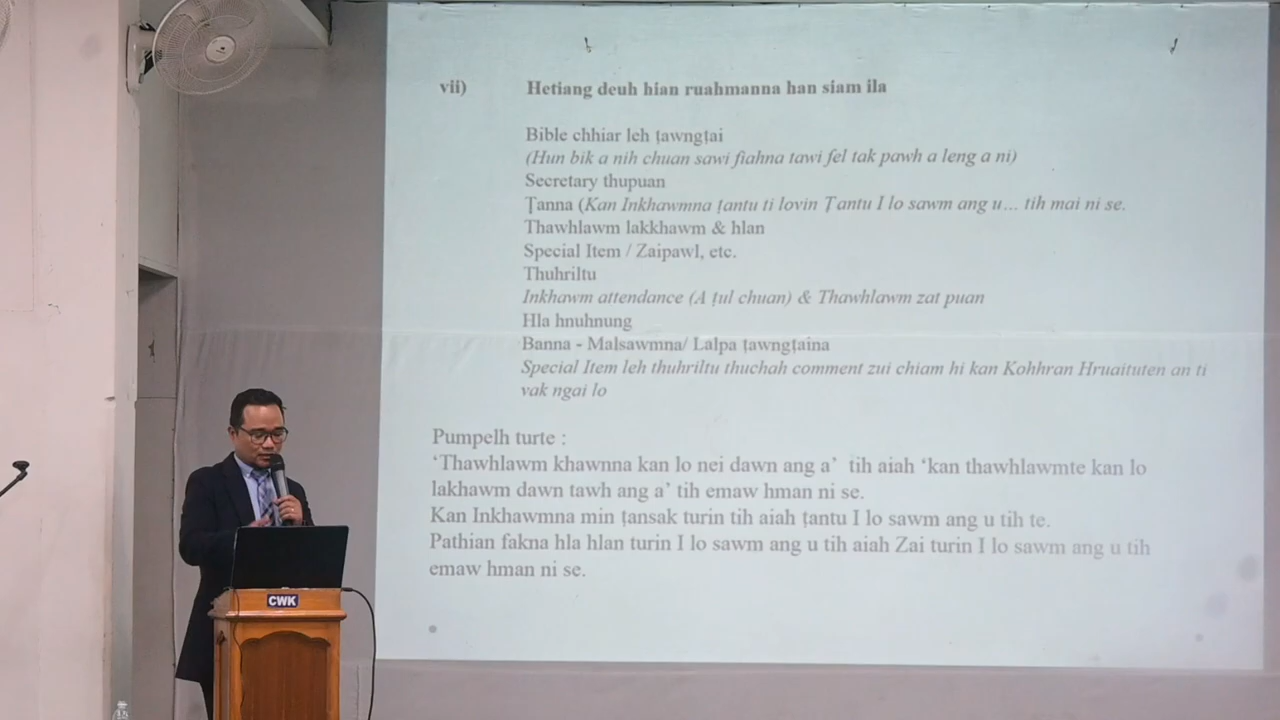 vii) Hetiang deuh hian ruahmanna han siam ila
Bible chhiar leh ṭawngṭai
(Hun bik a nih chuan sawi fiahna tawi fel tak pawh a leng a ni)
Secretary thupuan
Ṭanna (Kan Inkhawmna ṭantu ti lovin Ṭantu I lo sawm ang u... tih mai ni se.
Thawhlawm lakkhawm & hlan
Special Item / Zaipawl, etc.
Thuhriltu
Inkhawm attendance (A ṭul chuan) & Thawhlawm zat puan
Hla hnuhnung
Banna - Malsawmna/ Lalpa ṭawngṭaina
Special Item leh thuhriltu thuchah comment zui chiam hi kan Kohhran Hruaituten an ti
vak ngai lo
Pumpelh turte :
‘Thawhlawm khawnna kan lo nei dawn ang a’ tih aiah ‘kan thawhlawmte kan lo
lakhawm dawn tawh ang a’ tih emaw hman ni se.
Kan Inkhawmna min ṭansak turin tih aiah ṭantu I lo sawm ang u tih te.
Pathian fakna hla hlan turin I lo sawm ang u tih aiah Zai turin I lo sawm ang u tih
emaw hman ni se.
CWK